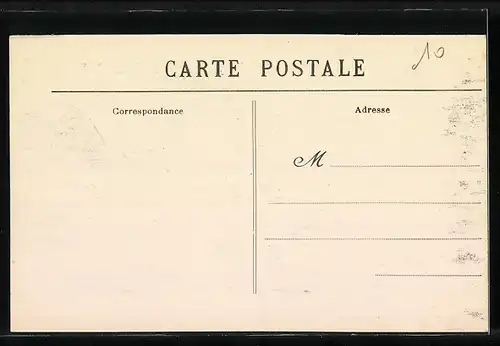 10
CARTE POSTALE
Correspondance
Adresse
M